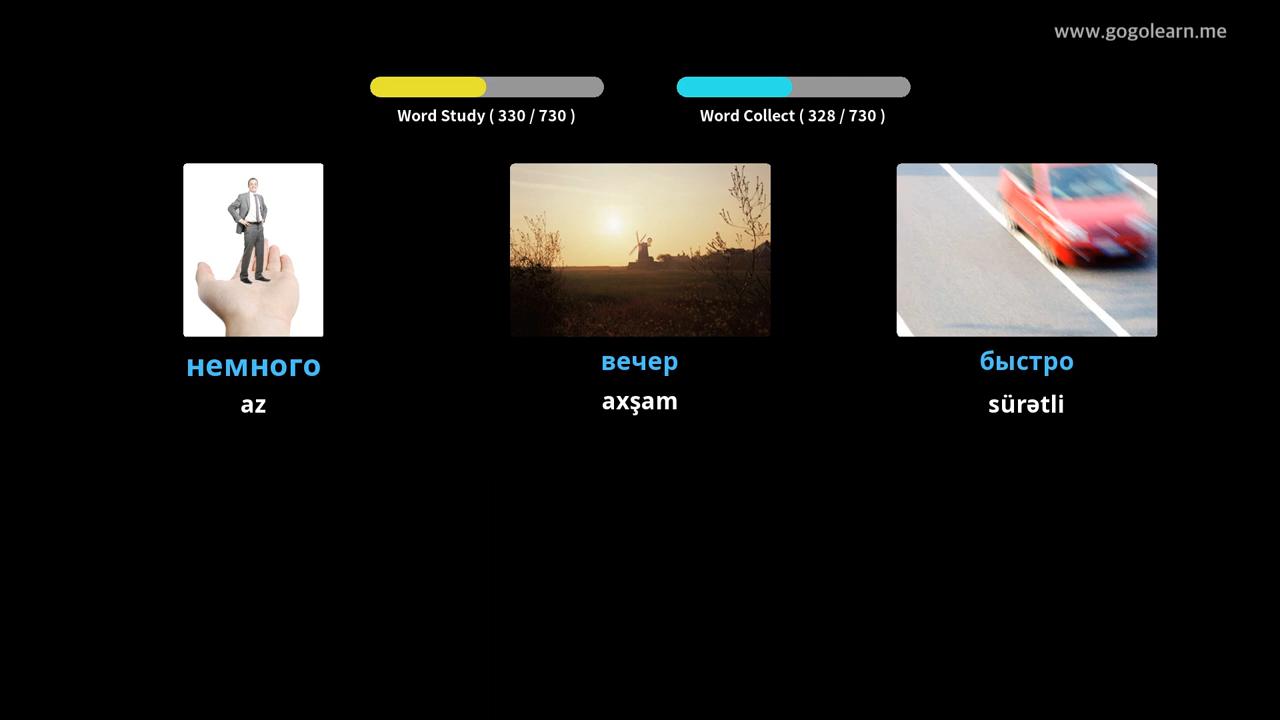 www.gogolearn.me
Word Study ( 330 / 730 )
Word Collect ( 328 / 730 )
немного
az
вечер
axşam
быстро
sürətli